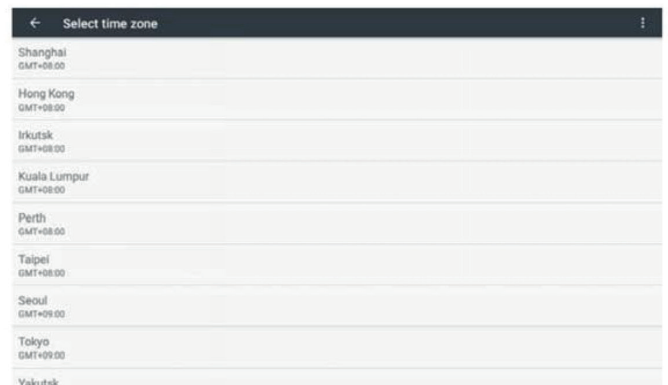 Select time zone
Shanghai
GMT+08:00
Hong Kong
GMT+08:00
Irkutsk
GMT+08:00
Kuala Lumpur
GMT+08:00
Perth
GMT+08:00
Taipei
GMT+08:00
Seoul
GMT+09:00
Tokyo
GMT+09:00
Yakutsk